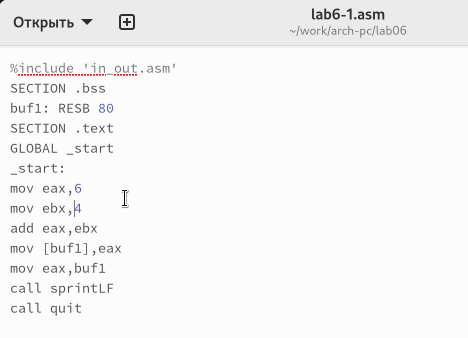 Открыть
lab6-1.asm
~/work/arch-pc/lab06
%include 'in_out.asm'
SECTION .bss
buf1: RESB 80
SECTION .text
GLOBAL _start
_start:
mov eax,6
mov ebx,4
add eax,ebx
mov [buf1],eax
mov eax,buf1
call sprintLF
call quit